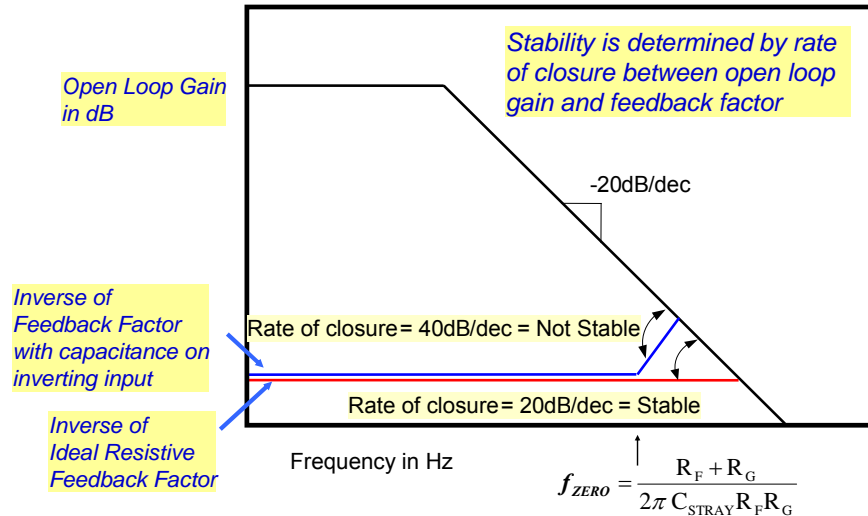 Stability is determined by rate
of closure between open loop
gain and feedback factor
Open Loop Gain
in dB
-20dB/dec
Inverse of
Feedback Factor
with capacitance on
inverting input
Rate of closure = 40dB/dec = Not Stable
Rate of closure = 20dB/dec = Stable
Inverse of
Ideal Resistive
Feedback Factor
Frequency in Hz
f_ZERO = (R_F + R_G) / (2π C_STRAY R_F R_G)